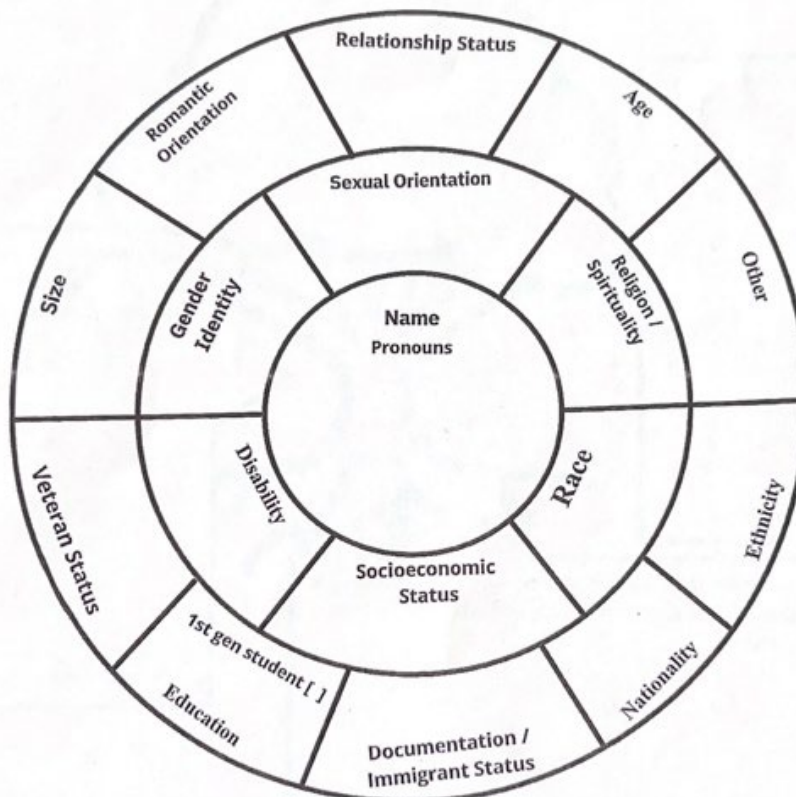 Relationship Status
Romantic
Orientation
Age
Sexual Orientation
Size
Gender
Identity
Name
Pronouns
Religion /
Spirituality
Other
Veteran Status
Disability
Race
Ethnicity
Socioeconomic
Status
1st gen student [ ]
Education
Nationality
Documentation /
Immigrant Status